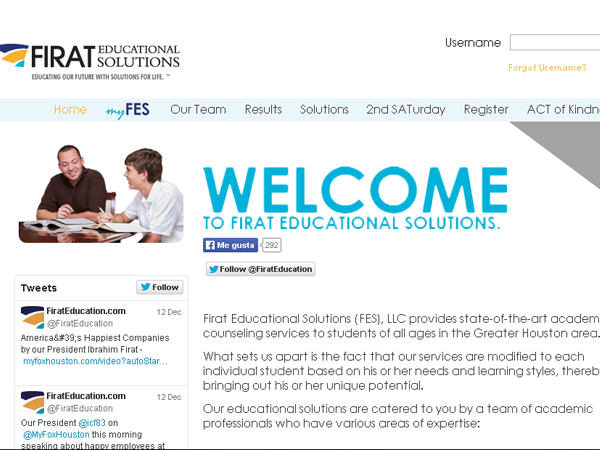 FIRAT EDUCATIONAL
SOLUTIONS
EDUCATING OUR FUTURE WITH SOLUTIONS FOR LIFE. ™
Username
Forgot Username?
Home myFES Our Team Results Solutions 2nd SATurday Register ACT of Kindn
WELCOME
TO FIRAT EDUCATIONAL SOLUTIONS.
Me gusta 292
Follow @FiratEducation
Tweets Follow
FiratEducation.com 12 Dec
@FiratEducation
America&#39;s Happiest Companies
by our President Ibrahim Firat -
myfoxhouston.com/video?autoStar…
FiratEducation.com 12 Dec
@FiratEducation
Our President @icf83 on
@MyFoxHouston this morning
speaking about happy employees at
Firat Educational Solutions (FES), LLC provides state-of-the-art academ
counseling services to students of all ages in the Greater Houston area.
What sets us apart is the fact that our services are modified to each
individual student based on his or her needs and learning styles, thereb
bringing out his or her unique potential.
Our educational solutions are catered to you by a team of academic
professionals who have various areas of expertise: